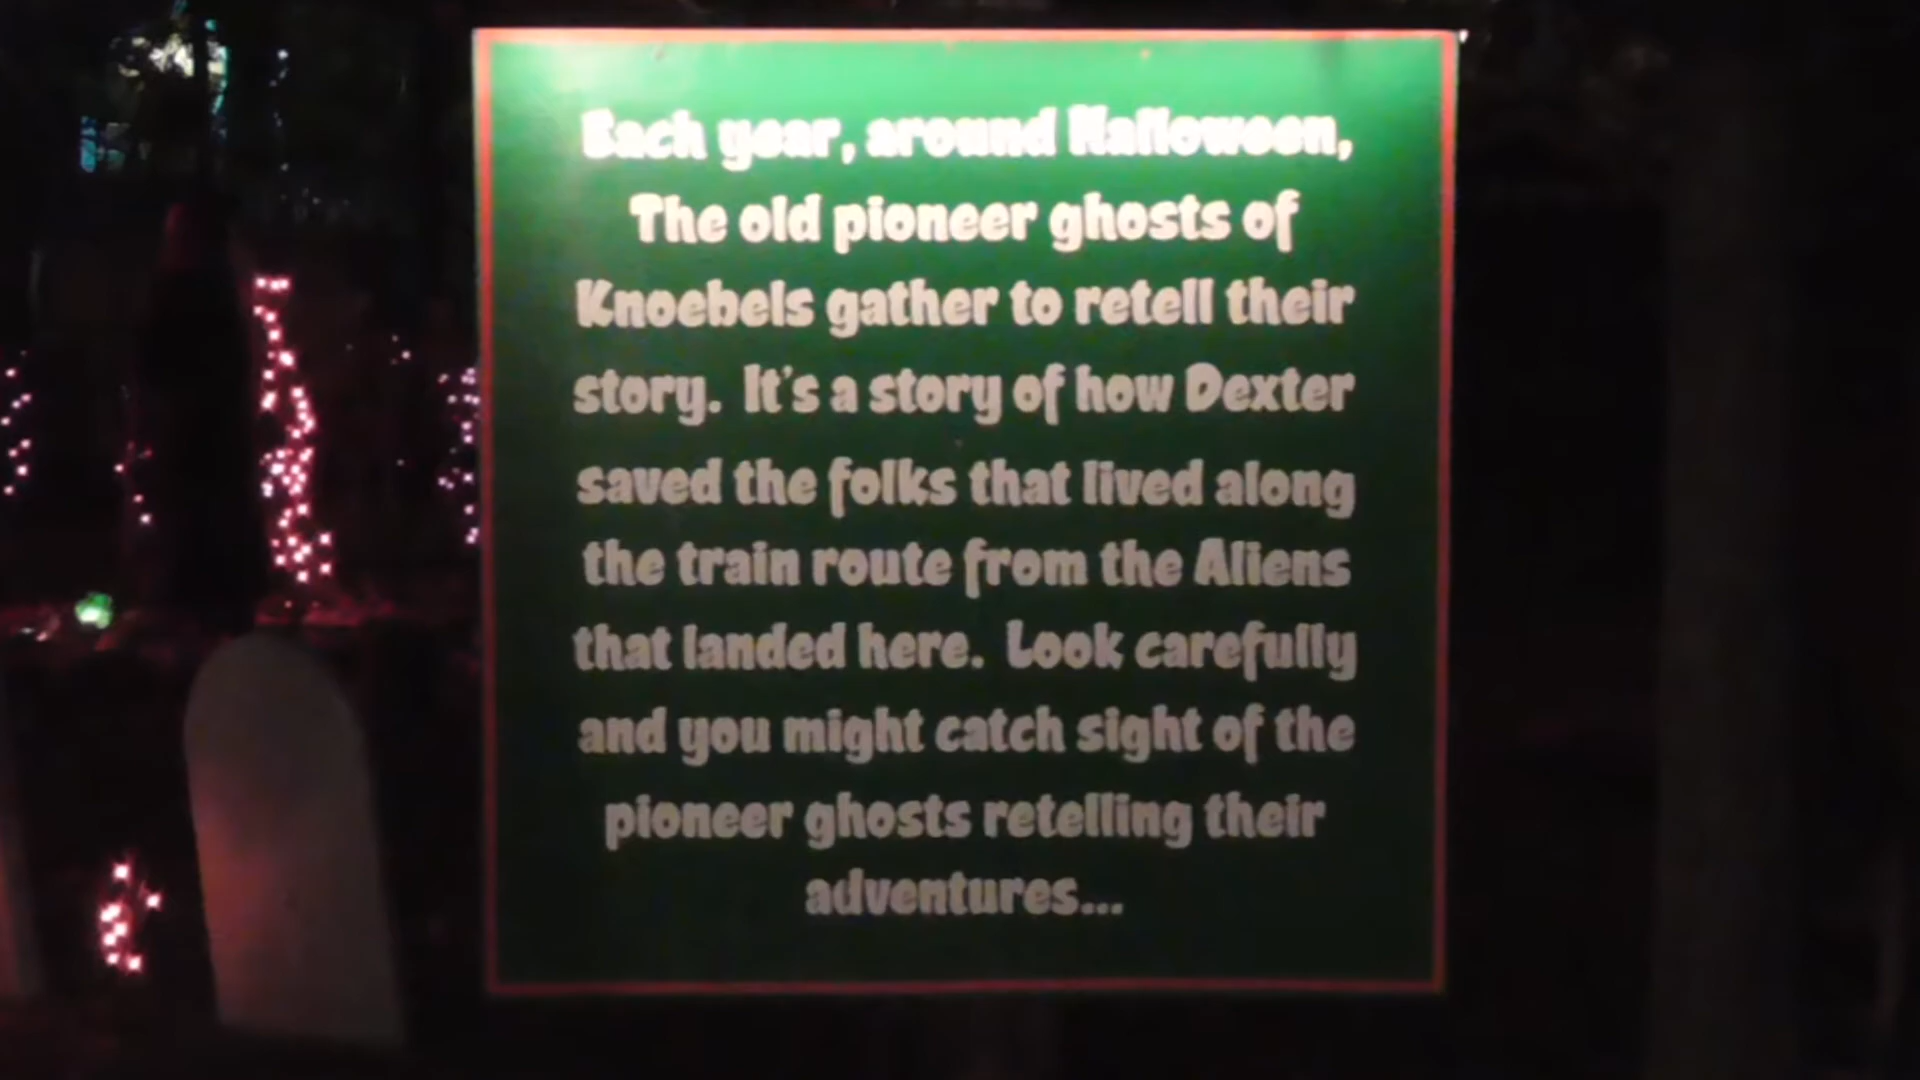 Each year, around Halloween,
The old pioneer ghosts of
Knoebels gather to retell their
story. It's a story of how Dexter
saved the folks that lived along
the train route from the Aliens
that landed here. Look carefully
and you might catch sight of the
pioneer ghosts retelling their
adventures...